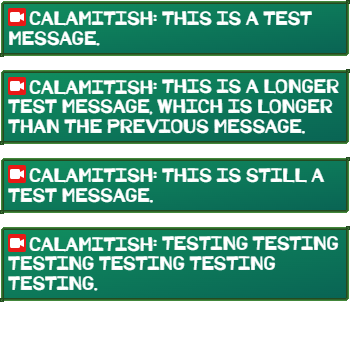 CALAMITISH: THIS IS A TEST
MESSAGE.
CALAMITISH: THIS IS A LONGER
TEST MESSAGE, WHICH IS LONGER
THAN THE PREVIOUS MESSAGE.
CALAMITISH: THIS IS STILL A
TEST MESSAGE.
CALAMITISH: TESTING TESTING
TESTING TESTING TESTING
TESTING.